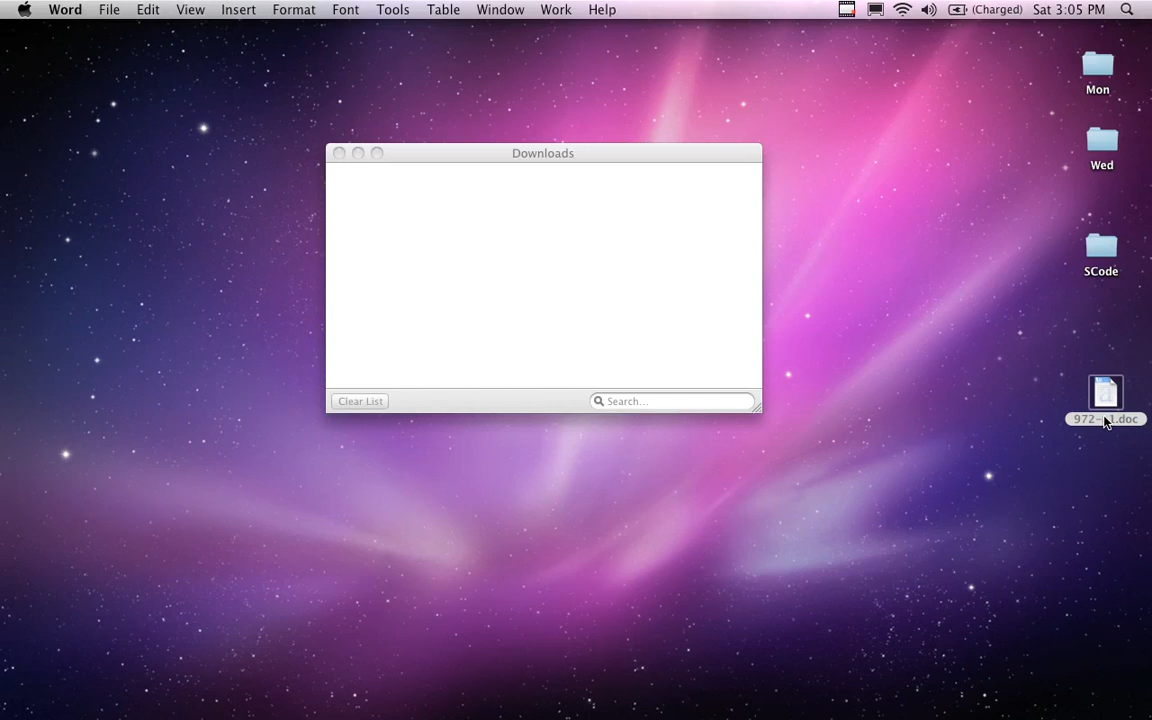 Word File Edit View Insert Format Font Tools Table Window Work Help (Charged) Sat 3:05 PM
Mon
Downloads
Wed
SCode
Clear List Search...
.doc